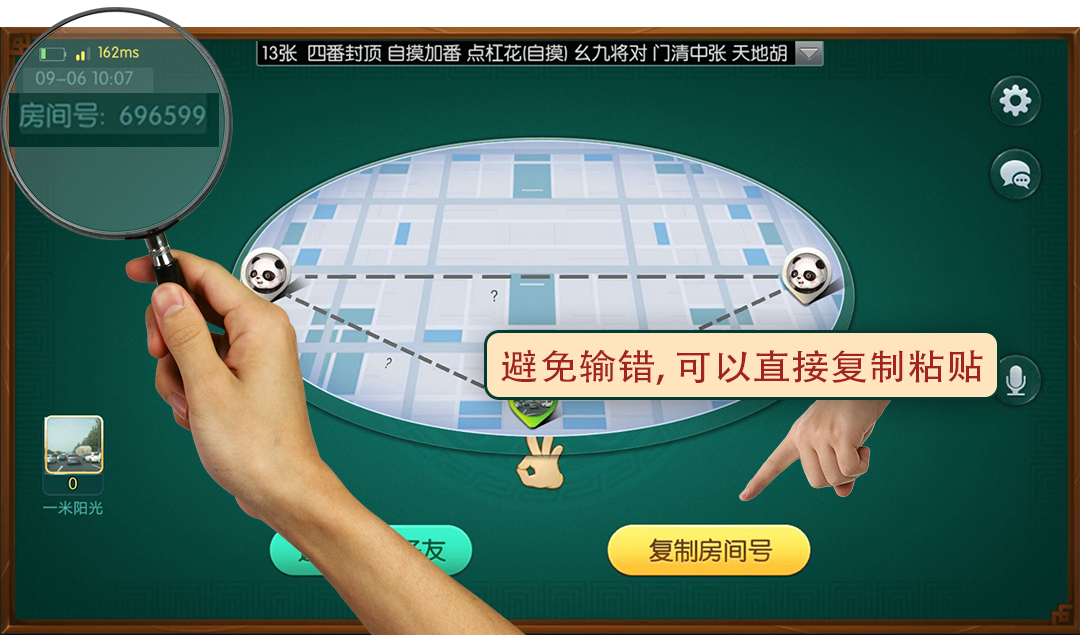 162ms
13张 四番封顶 自摸加番 点杠花(自摸) 幺九将对 门清中张 天地胡
09-06 10:07
房间号: 696599
?
?
避免输错, 可以直接复制粘贴
0
一米阳光
友
复制房间号